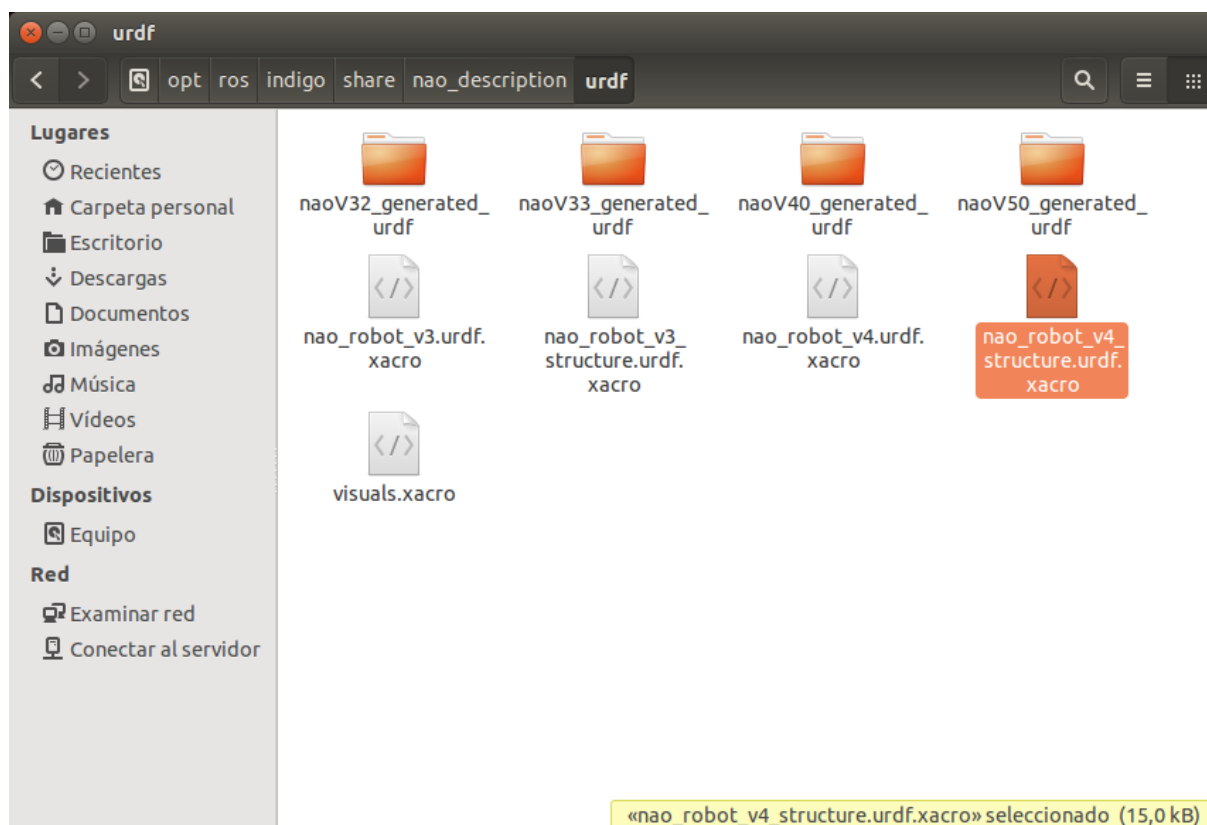 urdf
opt ros indigo share nao_description urdf
Lugares
Recientes
Carpeta personal
Escritorio
Descargas
Documentos
Imágenes
Música
Vídeos
Papelera
Dispositivos
Equipo
Red
Examinar red
Conectar al servidor
naoV32_generated_
urdf
naoV33_generated_
urdf
naoV40_generated_
urdf
naoV50_generated_
urdf
nao_robot_v3.urdf.
xacro
nao_robot_v3_
structure.urdf.
xacro
nao_robot_v4.urdf.
xacro
nao_robot_v4_
structure.urdf.
xacro
visuals.xacro
«nao_robot_v4_structure.urdf.xacro» seleccionado (15,0 kB)